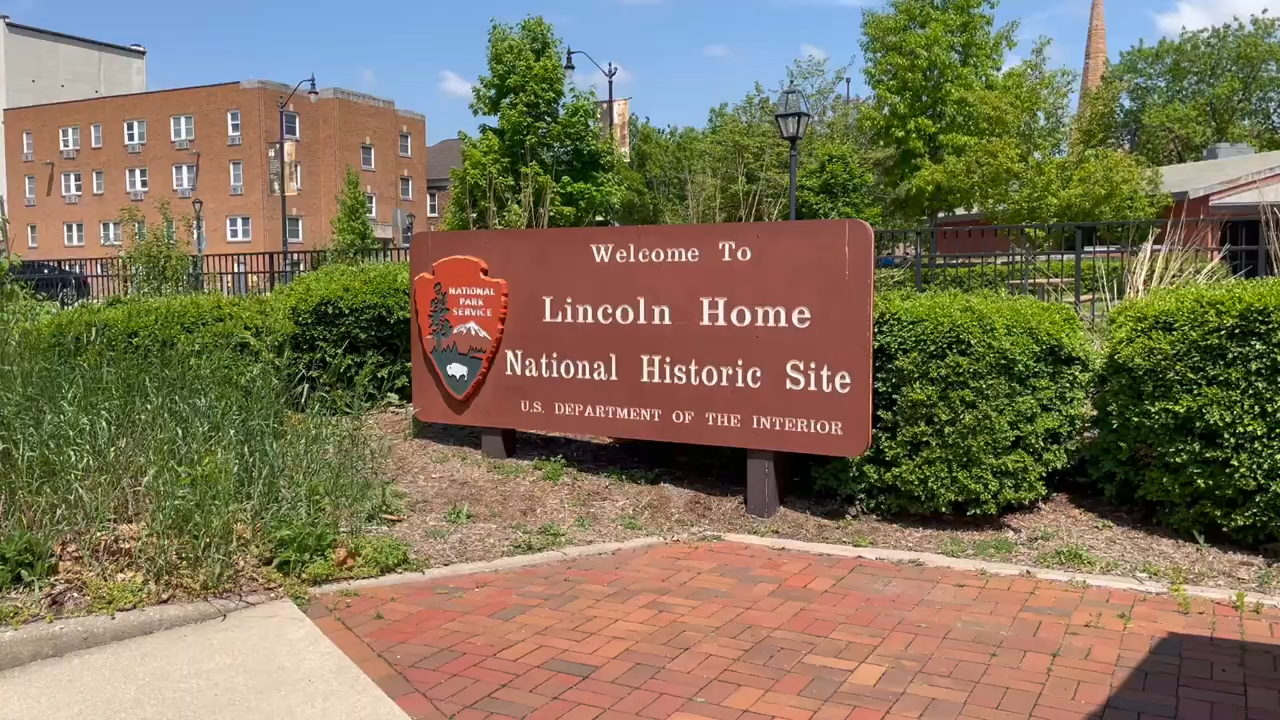 Welcome To
Lincoln Home
National Historic Site
U.S. DEPARTMENT OF THE INTERIOR
NATIONAL
PARK
SERVICE